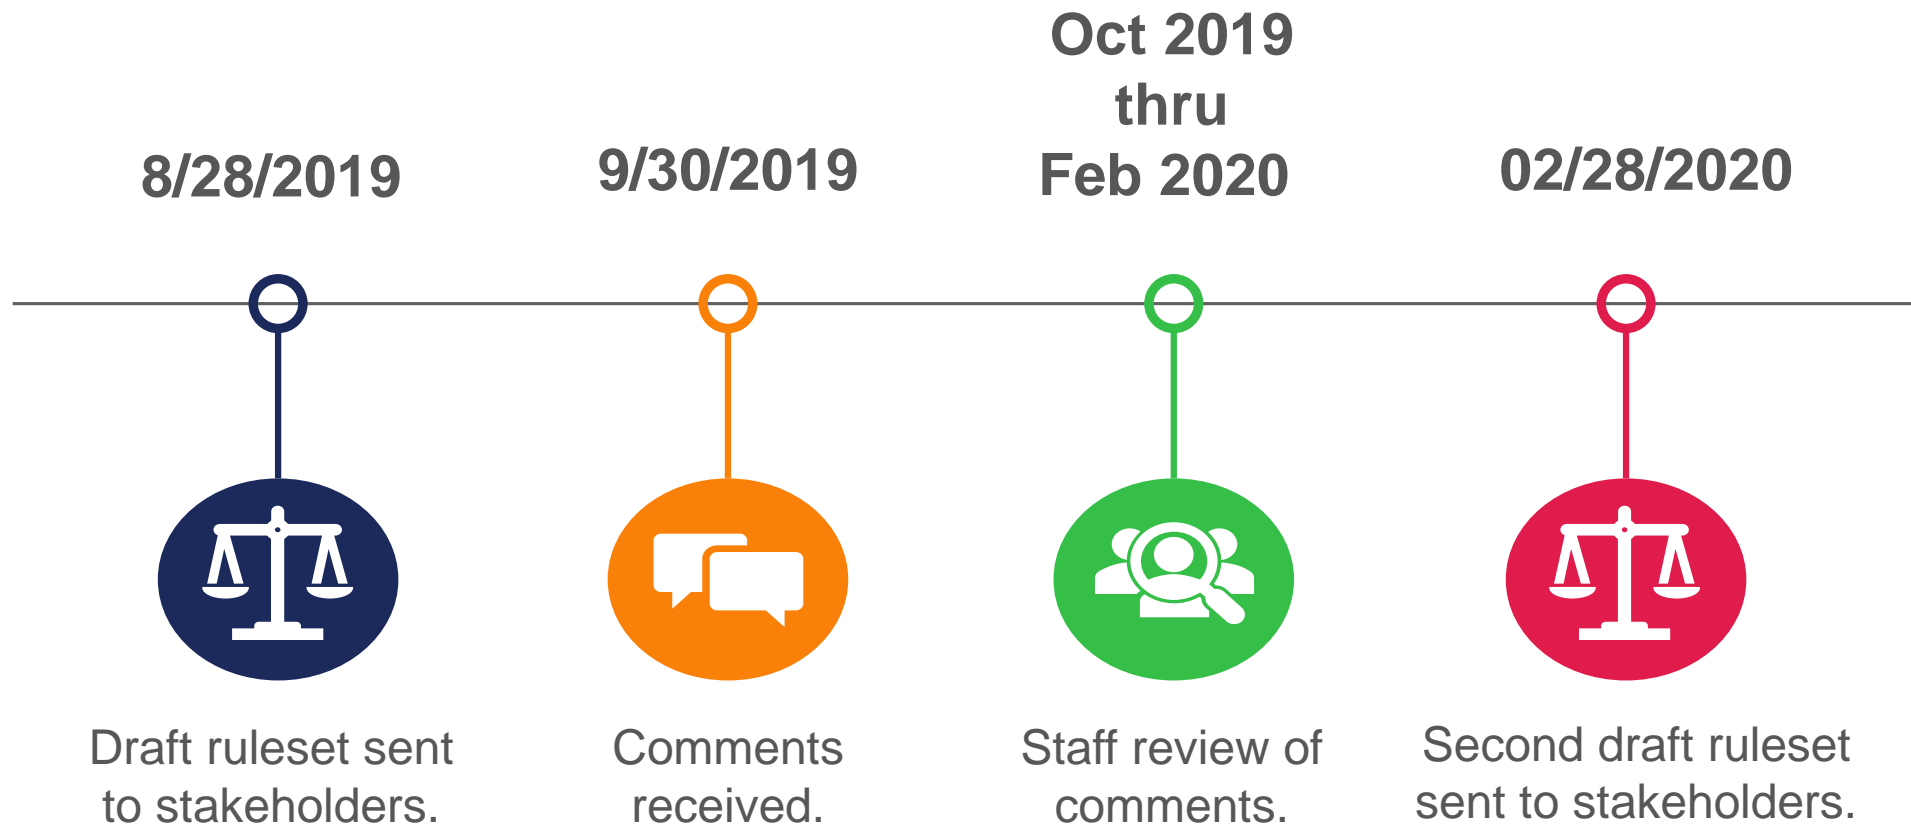 8/28/2019
Draft ruleset sent
to stakeholders.
9/30/2019
Comments
received.
Oct 2019
thru
Feb 2020
Staff review of
comments.
02/28/2020
Second draft ruleset
sent to stakeholders.